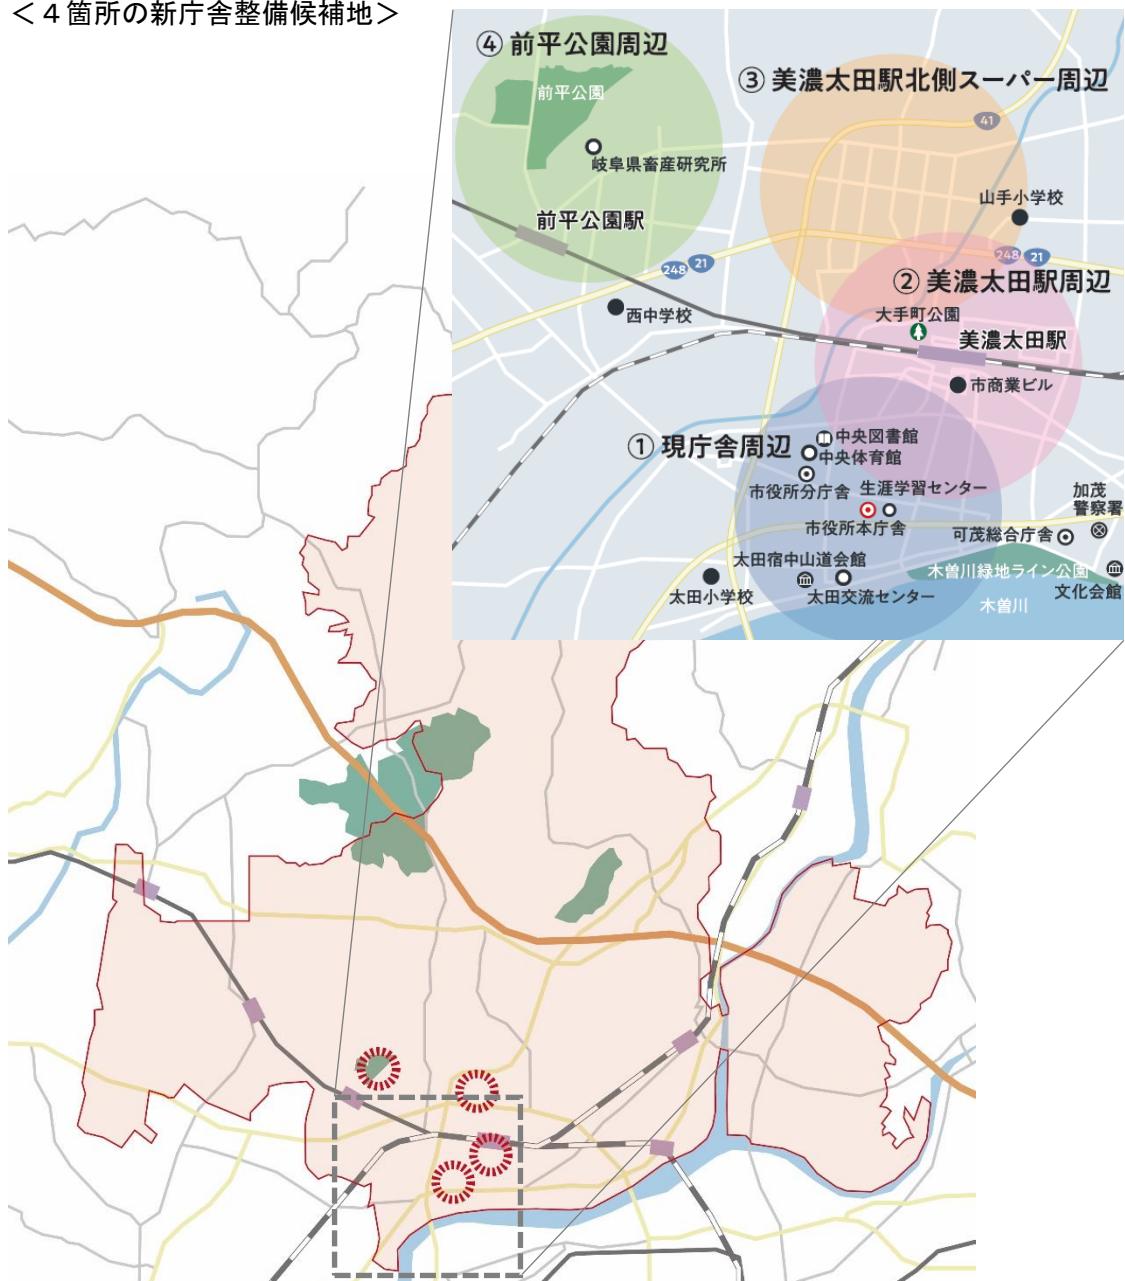 ＜４箇所の新庁舎整備候補地＞
④ 前平公園周辺
前平公園
岐阜県畜産研究所
③ 美濃太田駅北側スーパー周辺
41
山手小学校
前平公園駅
248 21
248 21
② 美濃太田駅周辺
西中学校
大手町公園
美濃太田駅
市商業ビル
① 現庁舎周辺
中央図書館
中央体育館
市役所分庁舎
生涯学習センター
市役所本庁舎
加茂
警察署
可茂総合庁舎
太田宿中山道会館
木曽川緑地ライン公園
太田小学校
太田交流センター
文化会館
木曽川